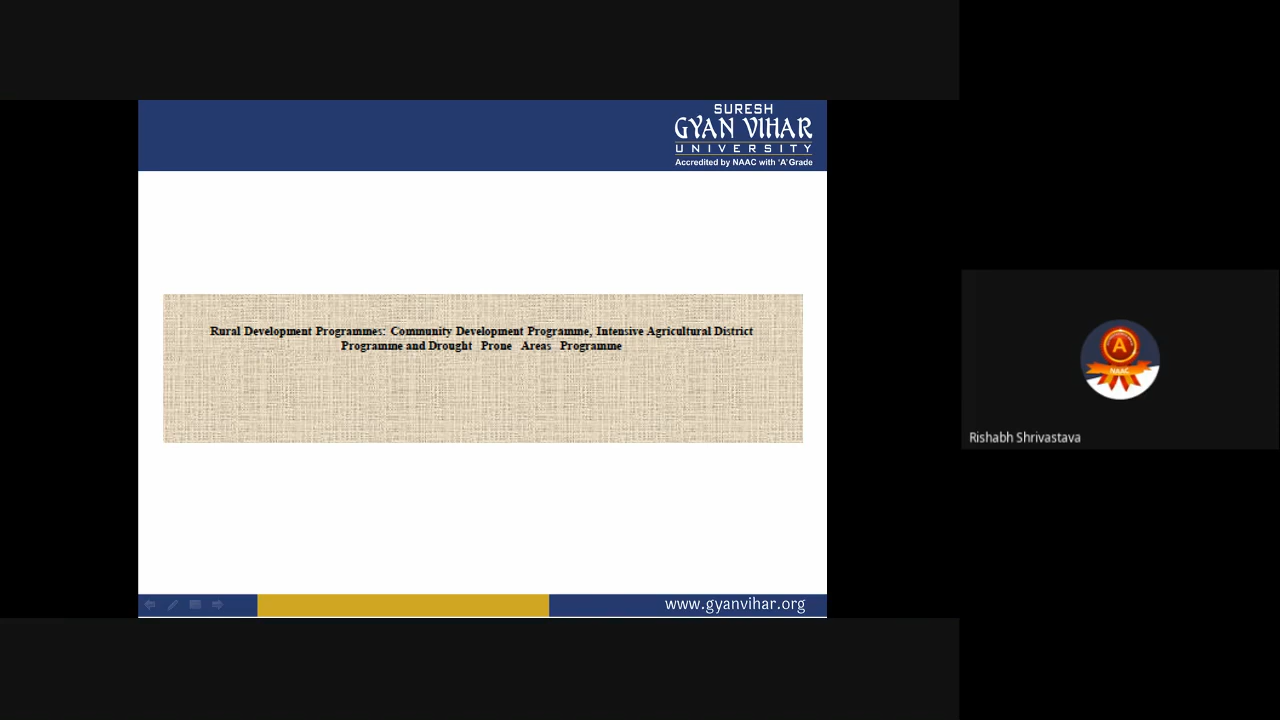 SURESH
GYAN VIHAR
UNIVERSITY
Accredited by NAAC with 'A' Grade
Rural Development Programmes: Community Development Programme, Intensive Agricultural District
Programme and Drought Prone Areas Programme
www.gyanvihar.org
A
NAAC
Rishabh Shrivastava